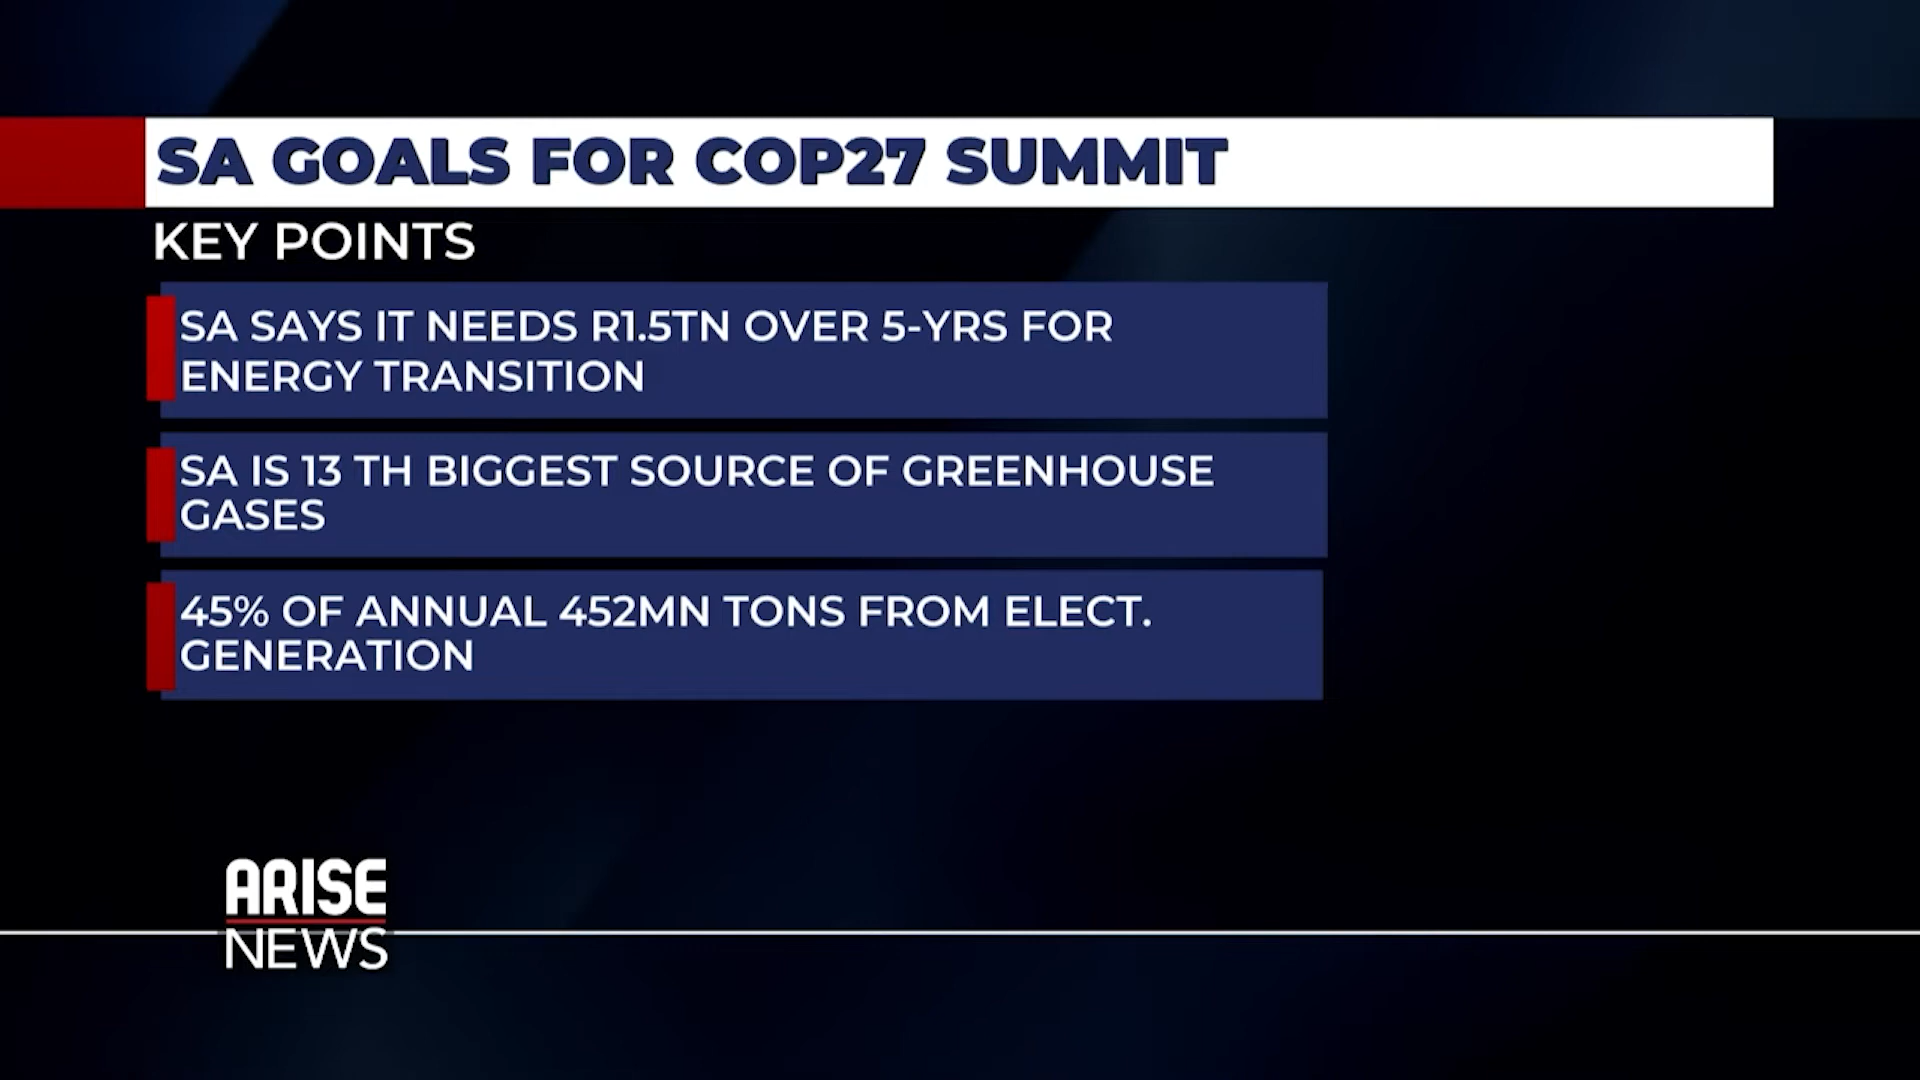 SA GOALS FOR COP27 SUMMIT
KEY POINTS
SA SAYS IT NEEDS R1.5TN OVER 5-YRS FOR
ENERGY TRANSITION
SA IS 13 TH BIGGEST SOURCE OF GREENHOUSE
GASES
45% OF ANNUAL 452MN TONS FROM ELECT.
GENERATION
ARISE
NEWS